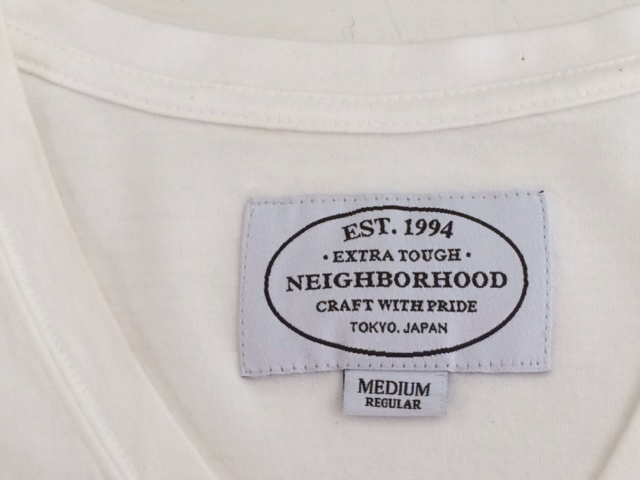 EST. 1994
· EXTRA TOUGH ·
NEIGHBORHOOD
CRAFT WITH PRIDE
TOKYO. JAPAN
MEDIUM
REGULAR